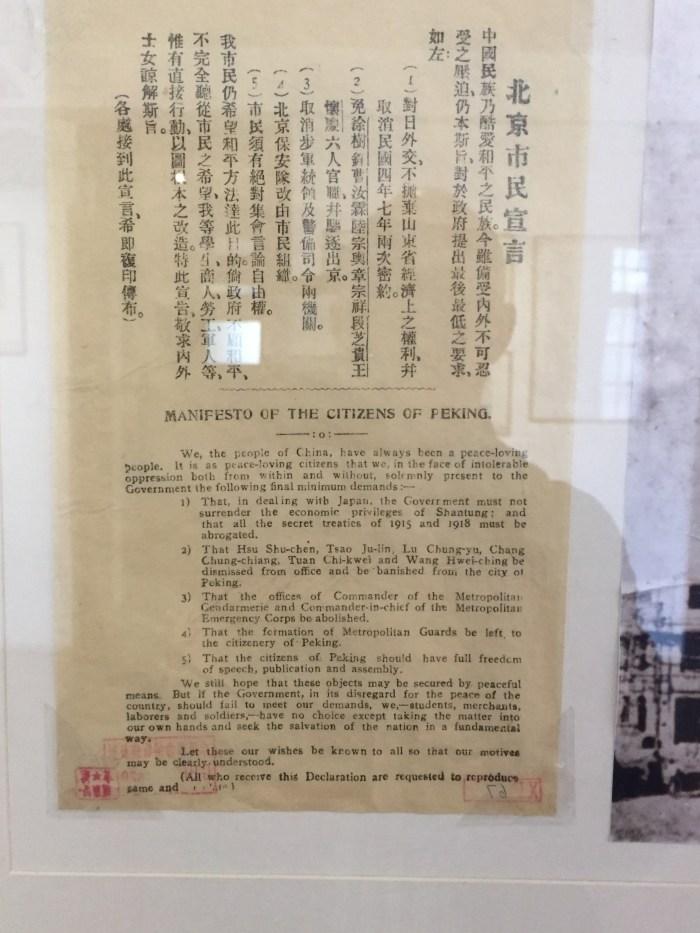 北京市民宣言
中國民族乃酷愛和平之民族。今雖備受內外不可忍
受之壓迫、仍本斯旨、對於政府提出最後最低之要求、
如左:
(1)對日外交、不拋棄山東省經濟上之權利、幷
取消民國四年七年兩次密約。
(2)免徐樹錚曹汝霖陸宗輿章宗祥段芝貴王
懷慶六人官職、幷驅逐出京。
(3)取消步軍統領及警備司令兩機關。
(4)北京保安隊改由市民組織。
(5)市民須有絕對集會言論自由權。
我市民仍希望和平方法達此目的。倘政府不願和平、
不完全聽從市民之希望、我等學生、商人、勞工、軍人等、
惟有直接行動、以圖根本之改造。特此宣告、敬求內外
士女諒解斯旨。
(各處接到此宣言、希即復印傳布。)
MANIFESTO OF THE CITIZENS OF PEKING.
:o:
We, the people of China, have always been a peace-loving
people. It is as peace-loving citizens that we, in the face of intolerable
oppression both from within and without, solemnly present to the
Government the following final minimum demands:—
1) That, in dealing with Japan, the Government must not
surrender the economic privileges of Shantung; and
that all the secret treaties of 1915 and 1918 must be
abrogated.
2) That Hsu Shu-chen, Tsao Ju-lin, Lu Chung-yu, Chang
Chung-chiang, Tuan Chi-kwei and Wang Hwei-ching be
dismissed from office and be banished from the city of
Peking.
3) That the offices of Commander of the Metropolitan
Gendarmerie and Commander-in-chief of the Metropolitan
Emergency Corps be abolished.
4) That the formation of Metropolitan Guards be left to
the citizenery of Peking.
5) That the citizens of Peking should have full freedom
of speech, publication and assembly.
We still hope that these objects may be secured by peaceful
means. But if the Government, in its disregard for the peace of the
country, should fail to meet our demands, we,—students, merchants,
laborers and soldiers,—have no choice except taking the matter into
our own hands and seek the salvation of the nation in a fundamental
way.
Let these our wishes be known to all so that our motives
may be clearly understood.
(All who receive this Declaration are requested to reproduce
same and
67